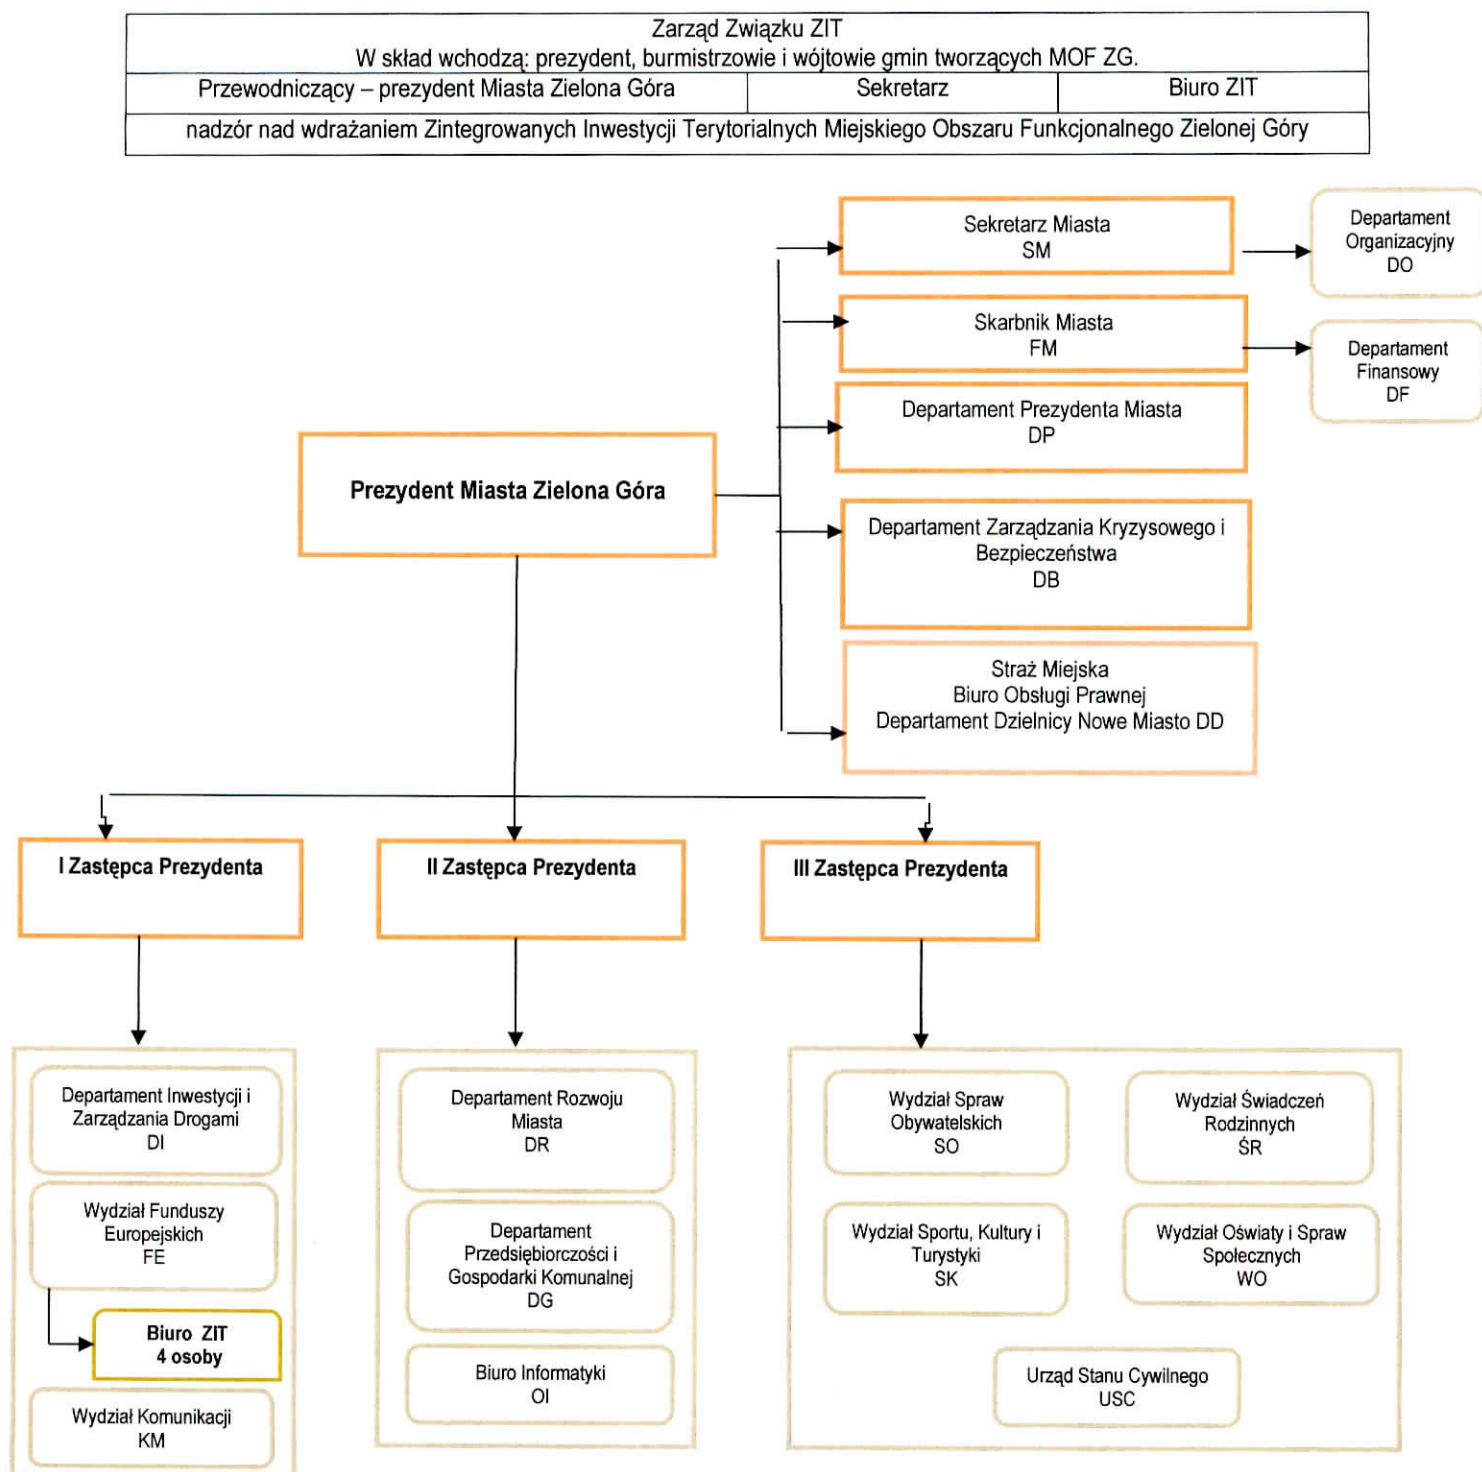 Zarząd Związku ZIT
W skład wchodzą: prezydent, burmistrzowie i wójtowie gmin tworzących MOF ZG.
Przewodniczący – prezydent Miasta Zielona Góra
Sekretarz
Biuro ZIT
nadzór nad wdrażaniem Zintegrowanych Inwestycji Terytorialnych Miejskiego Obszaru Funkcjonalnego Zielonej Góry
Sekretarz Miasta
SM
Departament
Organizacyjny
DO
Skarbnik Miasta
FM
Departament
Finansowy
DF
Departament Prezydenta Miasta
DP
Prezydent Miasta Zielona Góra
Departament Zarządzania Kryzysowego i
Bezpieczeństwa
DB
Straż Miejska
Biuro Obsługi Prawnej
Departament Dzielnicy Nowe Miasto DD
I Zastępca Prezydenta
II Zastępca Prezydenta
III Zastępca Prezydenta
Departament Inwestycji i
Zarządzania Drogami
DI
Wydział Funduszy
Europejskich
FE
Biuro ZIT
4 osoby
Wydział Komunikacji
KM
Departament Rozwoju
Miasta
DR
Departament
Przedsiębiorczości i
Gospodarki Komunalnej
DG
Biuro Informatyki
OI
Wydział Spraw
Obywatelskich
SO
Wydział Świadczeń
Rodzinnych
ŚR
Wydział Sportu, Kultury i
Turystyki
SK
Wydział Oświaty i Spraw
Społecznych
WO
Urząd Stanu Cywilnego
USC